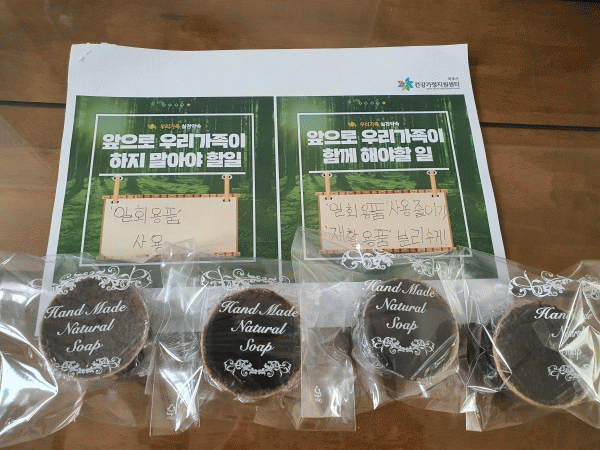 건강가정지원센터
우리가족 실천약속
앞으로 우리가족이
하지 말아야 할일
"일회용품"
사용
우리가족 실천약속
앞으로 우리가족이
함께 해야할 일
"일회용품" 사용줄이기
"재활용품" 분리수거
Hand Made
Natural
Soap
Hand Made
Natural
Soap
Hand Made
Natural
Soap
Hand Made
Natural
Soap